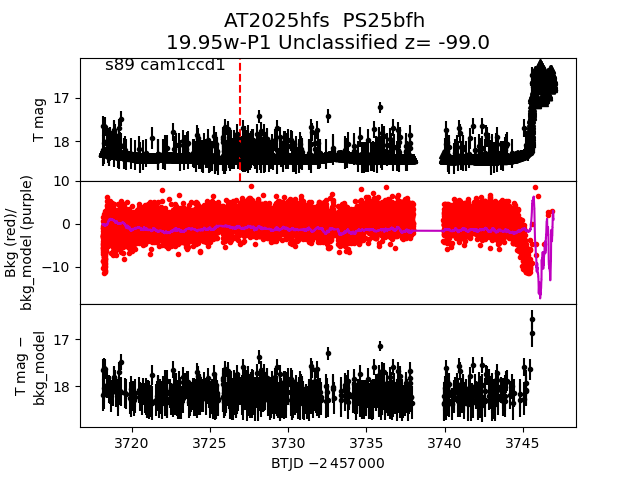 AT2025hfs  PS25bfh
19.95w-P1 Unclassified z= -99.0
s89 cam1ccd1
T mag
17
18
Bkg (red)/
bkg_model (purple)
10
0
−10
T mag −
bkg_model
17
18
3720 3725 3730 3735 3740 3745
BTJD −2 457 000